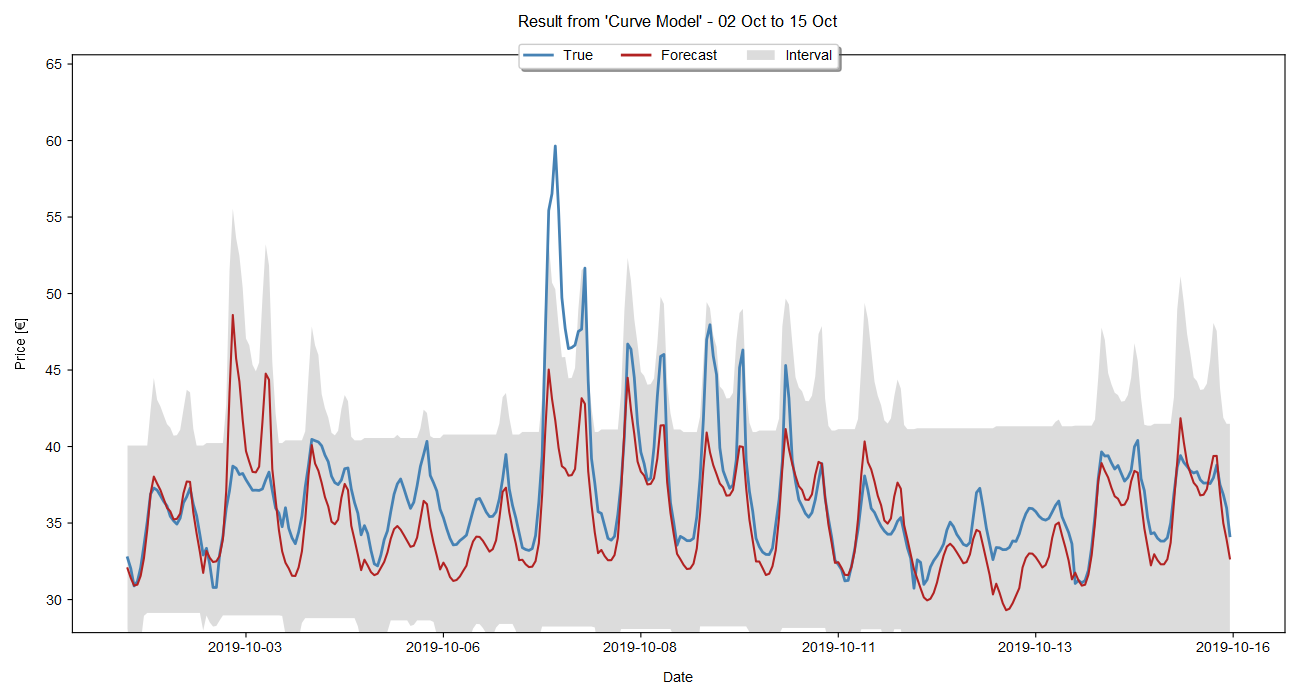 Result from 'Curve Model' - 02 Oct to 15 Oct
True Forecast Interval
65
60
55
50
45
40
35
30
Price [€]
2019-10-03 2019-10-06 2019-10-08 2019-10-11 2019-10-13 2019-10-16
Date